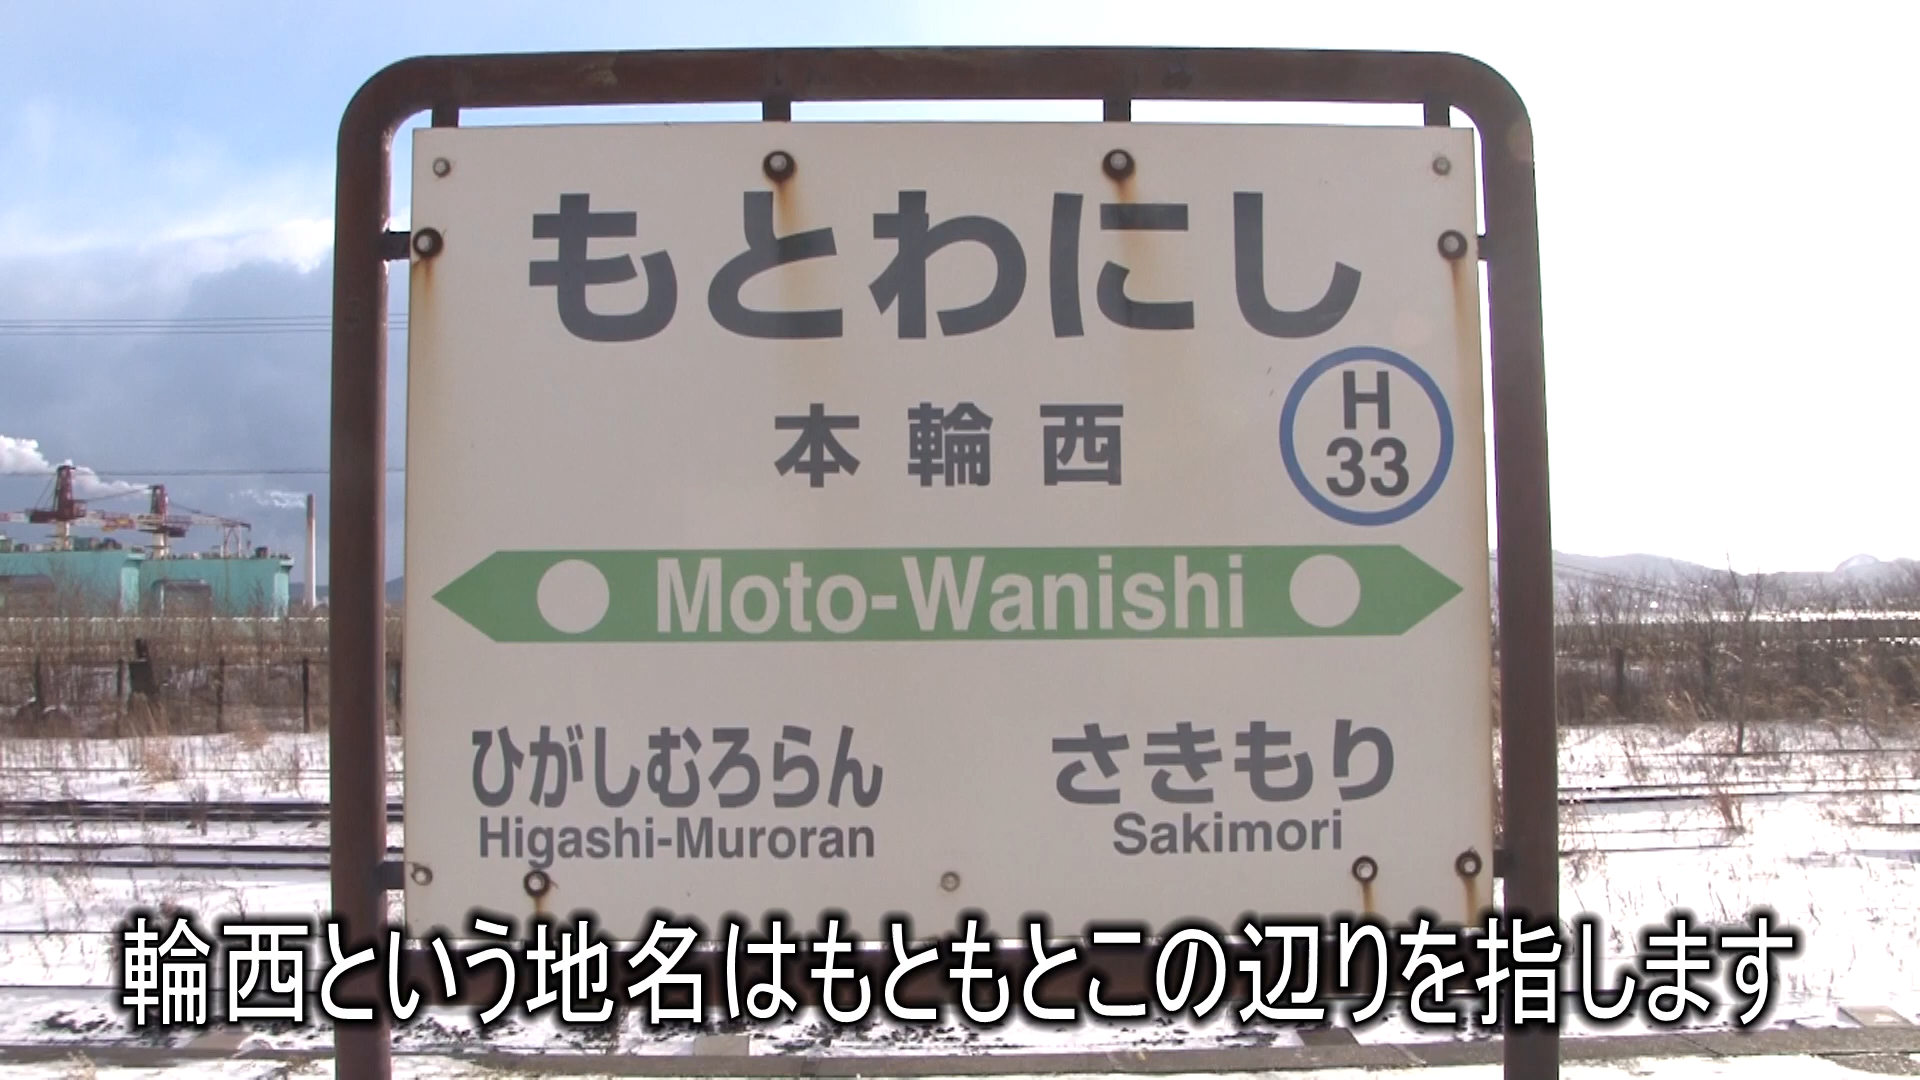 もとわにし
本輪西
H
33
Moto-Wanishi
ひがしむろらん
Higashi-Muroran
さきもり
Sakimori
輪西という地名はもともとこの辺りを指します